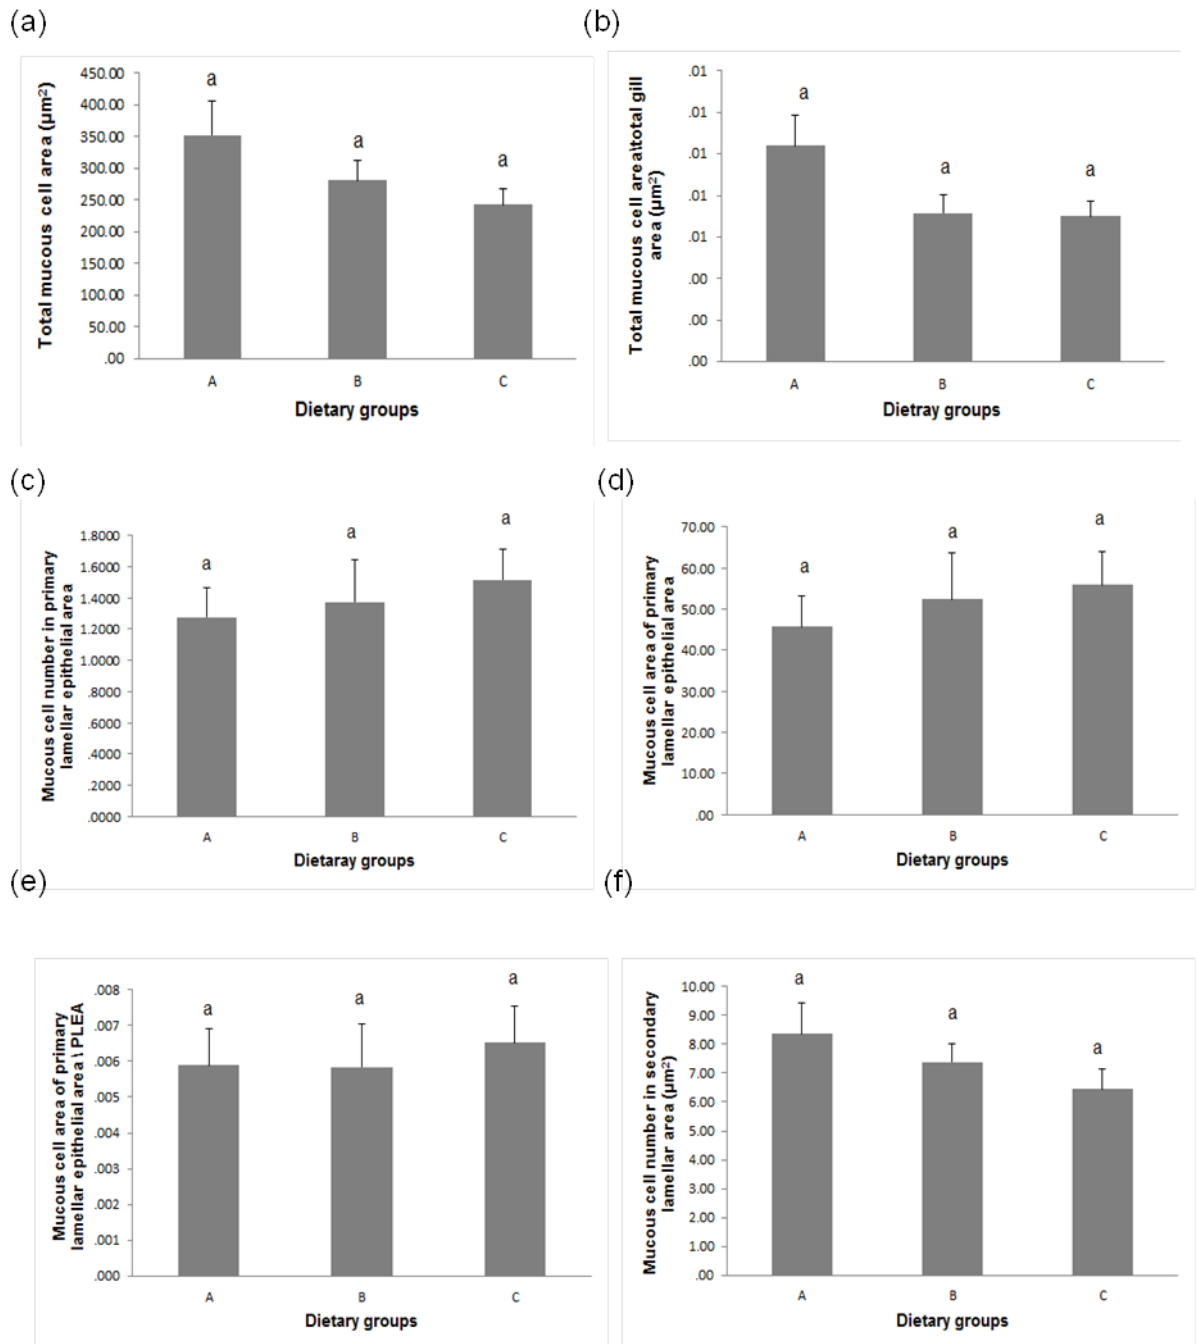 (a)
Total mucous cell area (µm²)
450.00
400.00
350.00
300.00
250.00
200.00
150.00
100.00
50.00
.00
a
a
a
A
B
C
Dietary groups
(b)
Total mucous cell area\total gill
area (µm²)
.01
.01
.01
.01
.01
.00
.00
.00
a
a
a
A
B
C
Dietray groups
(c)
Mucous cell number in primary
lamellar epithelial area
1.8000
1.6000
1.4000
1.2000
1.0000
.8000
.6000
.4000
.2000
.0000
a
a
a
A
B
C
Dietaray groups
(d)
Mucous cell area of primary
lamellar epithelial area
70.00
60.00
50.00
40.00
30.00
20.00
10.00
.00
a
a
a
A
B
C
Dietary groups
(e)
Mucous cell area of primary
lamellar epithelial area \ PLEA
.008
.007
.006
.005
.004
.003
.002
.001
.000
a
a
a
A
B
C
Dietary groups
(f)
Mucous cell number in secondary
lamellar area (µm²)
10.00
9.00
8.00
7.00
6.00
5.00
4.00
3.00
2.00
1.00
.00
a
a
a
A
B
C
Dietary groups